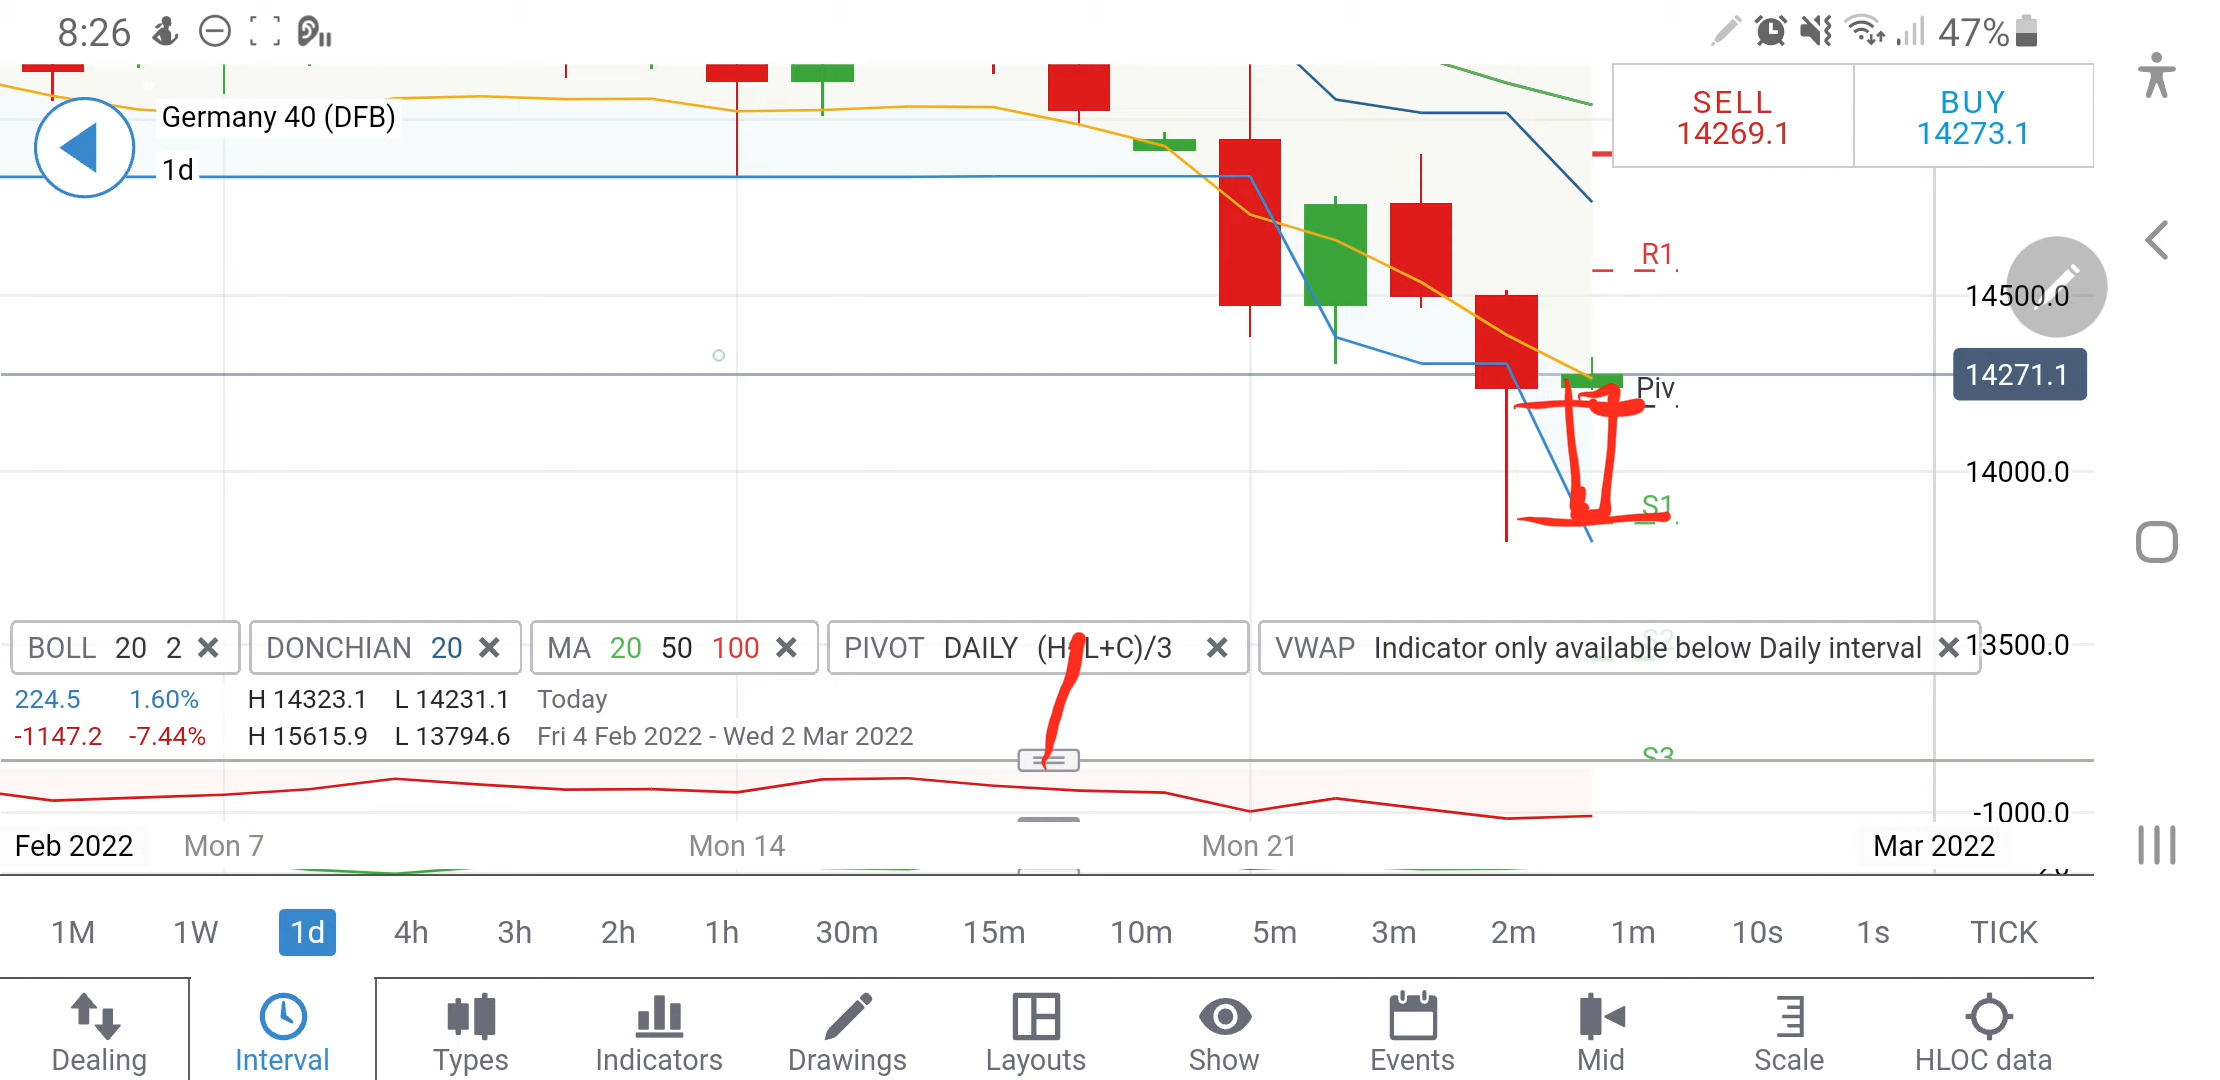 8:26
47%
Germany 40 (DFB)
1d
SELL
14269.1
BUY
14273.1
R1
14500.0
14271.1
Piv
14000.0
S1
BOLL 20 2
DONCHIAN 20
MA 20 50 100
PIVOT DAILY (H+L+C)/3
VWAP Indicator only available below Daily interval
S2
13500.0
224.5 1.60% H 14323.1 L 14231.1 Today
-1147.2 -7.44% H 15615.9 L 13794.6 Fri 4 Feb 2022 - Wed 2 Mar 2022
S3
-1000.0
Feb 2022 Mon 7 Mon 14 Mon 21 Mar 2022
1M 1W 1d 4h 3h 2h 1h 30m 15m 10m 5m 3m 2m 1m 10s 1s TICK
Dealing Interval Types Indicators Drawings Layouts Show Events Mid Scale HLOC data